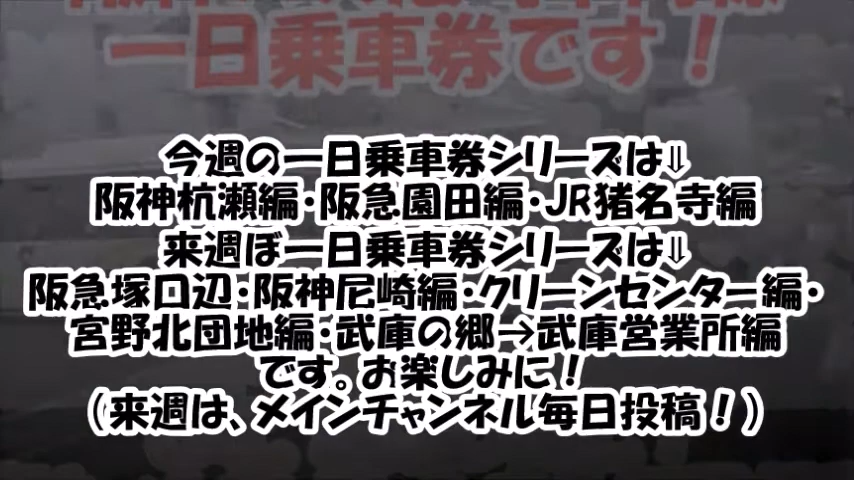 一日乗車券です！
今週の一日乗車券シリーズは⇩
阪神杭瀬編・阪急園田編・JR猪名寺編
来週ぼ一日乗車券シリーズは⇩
阪急塚口辺・阪神尼崎編・クリーンセンター編・
宮野北団地編・武庫の郷→武庫営業所編
です。お楽しみに！
（来週は、メインチャンネル毎日投稿！）